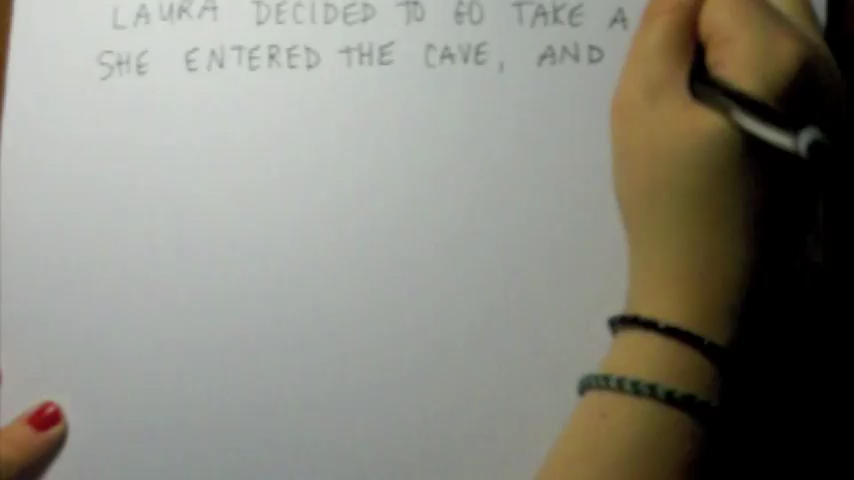 LAURA DECIDED TO GO TAKE A
SHE ENTERED THE CAVE, AND